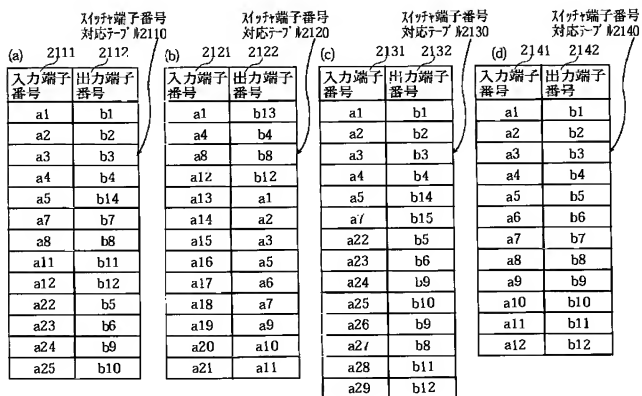 スイッチャ端子番号
対応テーブル2110
(a) 2111 2112
入力端子番号 出力端子番号
a1 b1
a2 b2
a3 b3
a4 b4
a5 b14
a7 b7
a8 b8
a11 b11
a12 b12
a22 b5
a23 b6
a24 b9
a25 b10
スイッチャ端子番号
対応テーブル2120
(b) 2121 2122
入力端子番号 出力端子番号
a1 b13
a4 b4
a8 b8
a12 b12
a13 a1
a14 a2
a15 a3
a16 a5
a17 a6
a18 a7
a19 a9
a20 a10
a21 a11
スイッチャ端子番号
対応テーブル2130
(c) 2131 2132
入力端子番号 出力端子番号
a1 b1
a2 b2
a3 b3
a4 b4
a5 b14
a7 b15
a22 b5
a23 b6
a24 b9
a25 b10
a26 b9
a27 b8
a28 b11
a29 b12
スイッチャ端子番号
対応テーブル2140
(d) 2141 2142
入力端子番号 出力端子番号
a1 b1
a2 b2
a3 b3
a4 b4
a5 b5
a6 b6
a7 b7
a8 b8
a9 b9
a10 b10
a11 b11
a12 b12